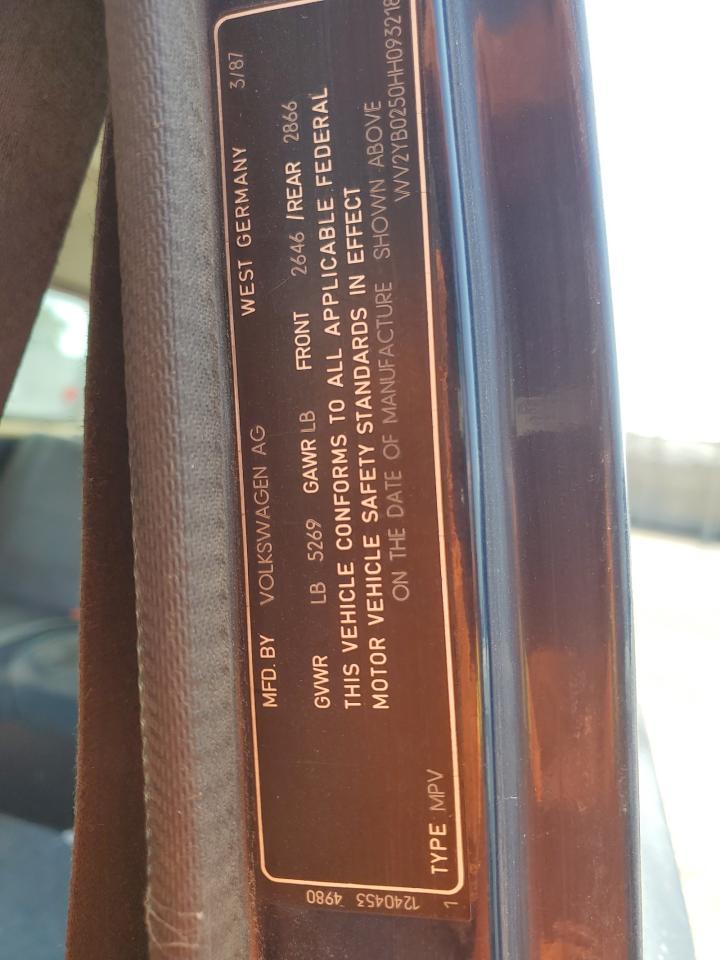 MFD. BY VOLKSWAGEN AG WEST GERMANY 3/87
GVWR LB 5269 GAWR LB FRONT 2646 /REAR 2866
THIS VEHICLE CONFORMS TO ALL APPLICABLE FEDERAL
MOTOR VEHICLE SAFETY STANDARDS IN EFFECT
ON THE DATE OF MANUFACTURE SHOWN ABOVE
WV2YB0250HH093218
TYPE MPV
1
1240453 4980